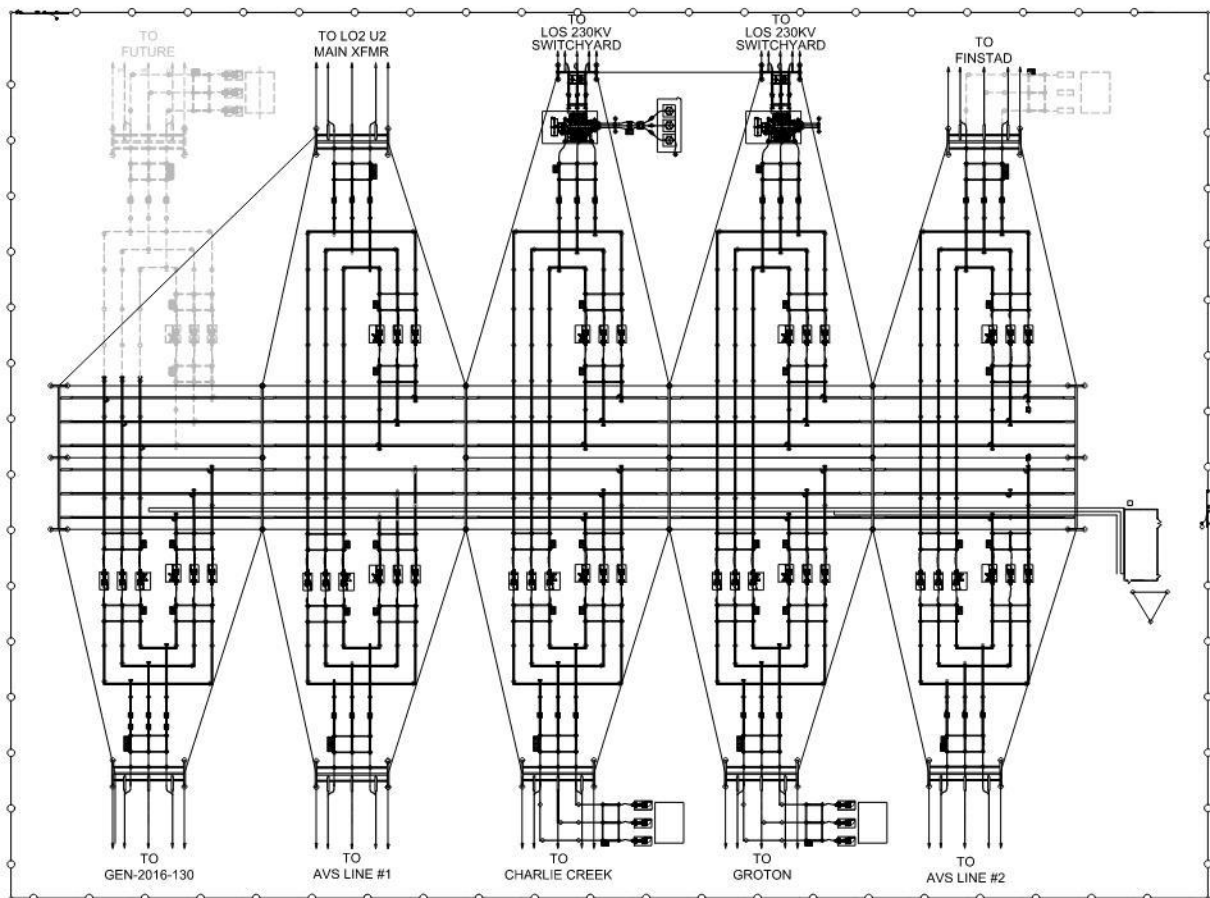 TO
FUTURE
TO LO2 U2
MAIN XFMR
TO
LOS 230KV
SWITCHYARD
TO
LOS 230KV
SWITCHYARD
TO
FINSTAD
TO
GEN-2016-130
TO
AVS LINE #1
TO
CHARLIE CREEK
TO
GROTON
TO
AVS LINE #2